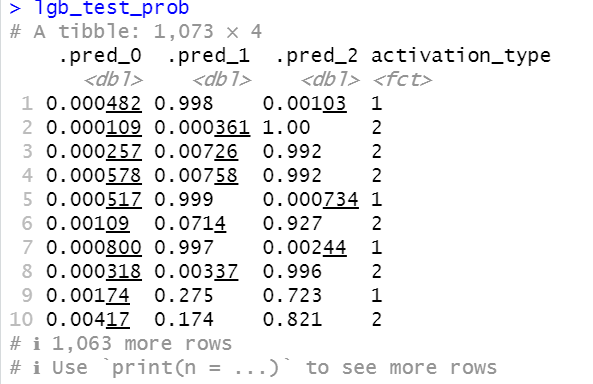 > lgb_test_prob
# A tibble: 1,073 × 4
.pred_0 .pred_1 .pred_2 activation_type
<dbl> <dbl> <dbl> <fct>
1 0.000482 0.998 0.00103 1
2 0.000109 0.000361 1.00 2
3 0.000257 0.00726 0.992 2
4 0.000578 0.00758 0.992 2
5 0.000517 0.999 0.000734 1
6 0.00109 0.0714 0.927 2
7 0.000800 0.997 0.00244 1
8 0.000318 0.00337 0.996 2
9 0.00174 0.275 0.723 1
10 0.00417 0.174 0.821 2
# ℹ 1,063 more rows
# ℹ Use `print(n = ...)` to see more rows